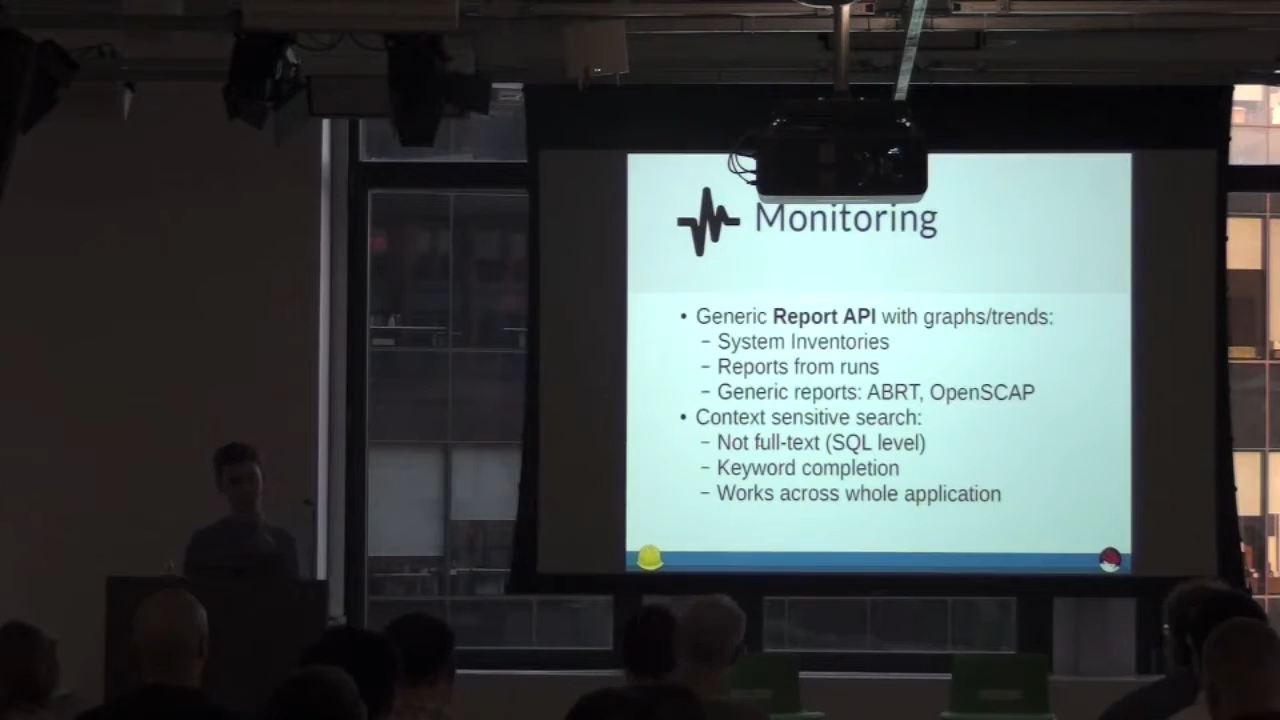 Monitoring
• Generic Report API with graphs/trends:
– System Inventories
– Reports from runs
– Generic reports: ABRT, OpenSCAP
• Context sensitive search:
– Not full-text (SQL level)
– Keyword completion
– Works across whole application